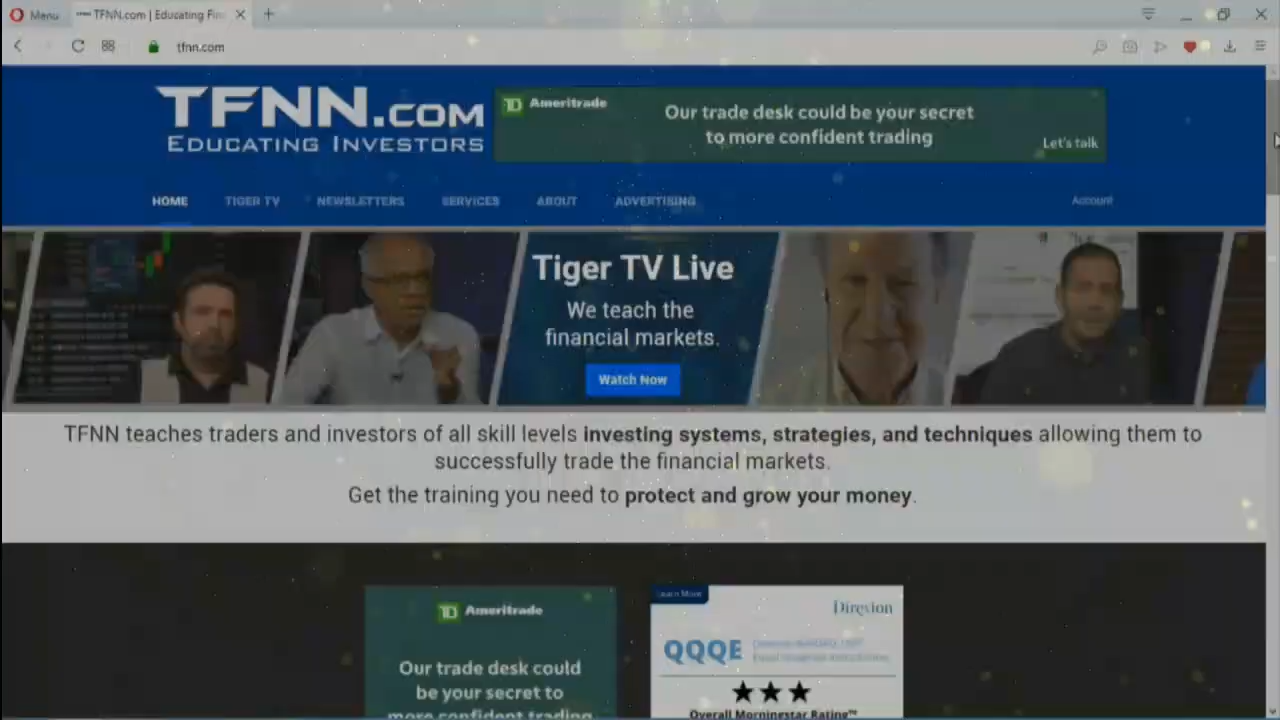 Menu
TFNN.com | Educating Fin
tfnn.com
TFNN.COM
EDUCATING INVESTORS
TD Ameritrade
Our trade desk could be your secret
to more confident trading
Let's talk
HOME TIGER TV NEWSLETTERS SERVICES ABOUT ADVERTISING Account
Tiger TV Live
We teach the
financial markets.
Watch Now
TFNN teaches traders and investors of all skill levels investing systems, strategies, and techniques allowing them to
successfully trade the financial markets.
Get the training you need to protect and grow your money.
TD Ameritrade
Our trade desk could
be your secret to
more confident trading
Learn More
Direxion
QQQE
★★★
Overall Morningstar Rating™